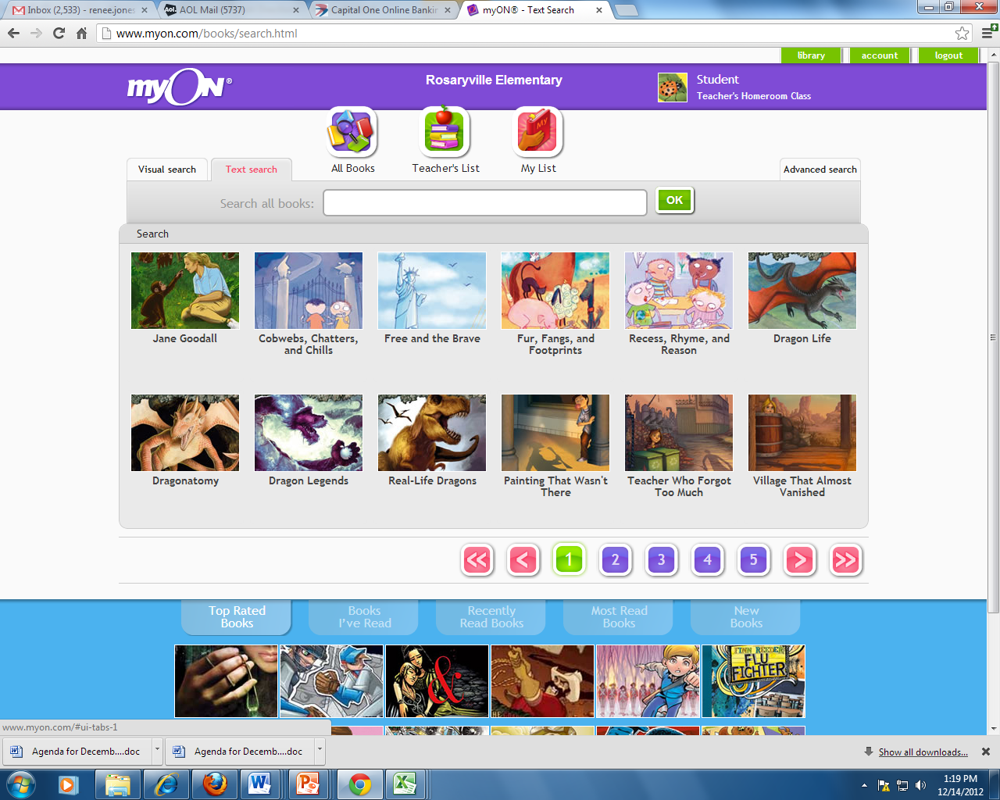 Inbox (2,533) - renee.jones
AOL Mail (5737)
Capital One Online Bankin
myON® - Text Search
www.myon.com/books/search.html
library
account
logout
myON®
Rosaryville Elementary
Student
Teacher's Homeroom Class
All Books
Teacher's List
My List
Visual search
Text search
Advanced search
Search all books:
OK
Search
Jane Goodall
Cobwebs, Chatters,
and Chills
Free and the Brave
Fur, Fangs, and
Footprints
Recess, Rhyme, and
Reason
Dragon Life
Dragonatomy
Dragon Legends
Real-Life Dragons
Painting That Wasn't
There
Teacher Who Forgot
Too Much
Village That Almost
Vanished
<< < 1 2 3 4 5 > >>
Top Rated
Books
Books
I've Read
Recently
Read Books
Most Read
Books
New
Books
&
FINN REEDER
FLU
FIGHTER
www.myon.com/#ui-tabs-1
Agenda for Decemb....doc
Agenda for Decemb....doc
Show all downloads...
1:19 PM
12/14/2012